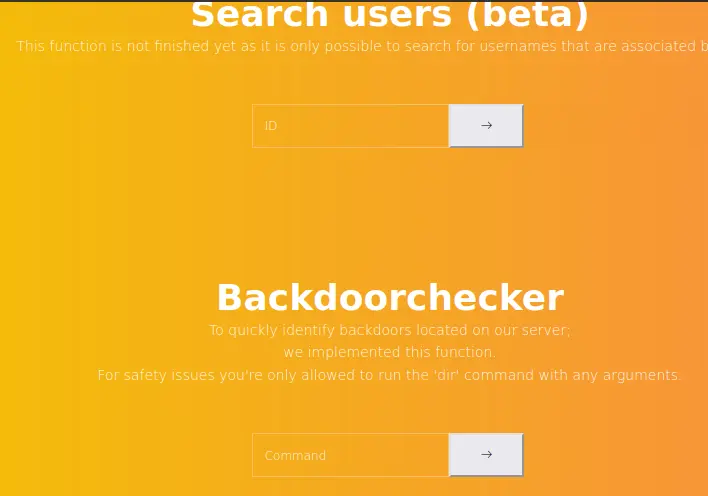 Search users (beta)
This function is not finished yet as it is only possible to search for usernames that are associated
ID
→
Backdoorchecker
To quickly identify backdoors located on our server;
we implemented this function.
For safety issues you're only allowed to run the 'dir' command with any arguments.
Command
→